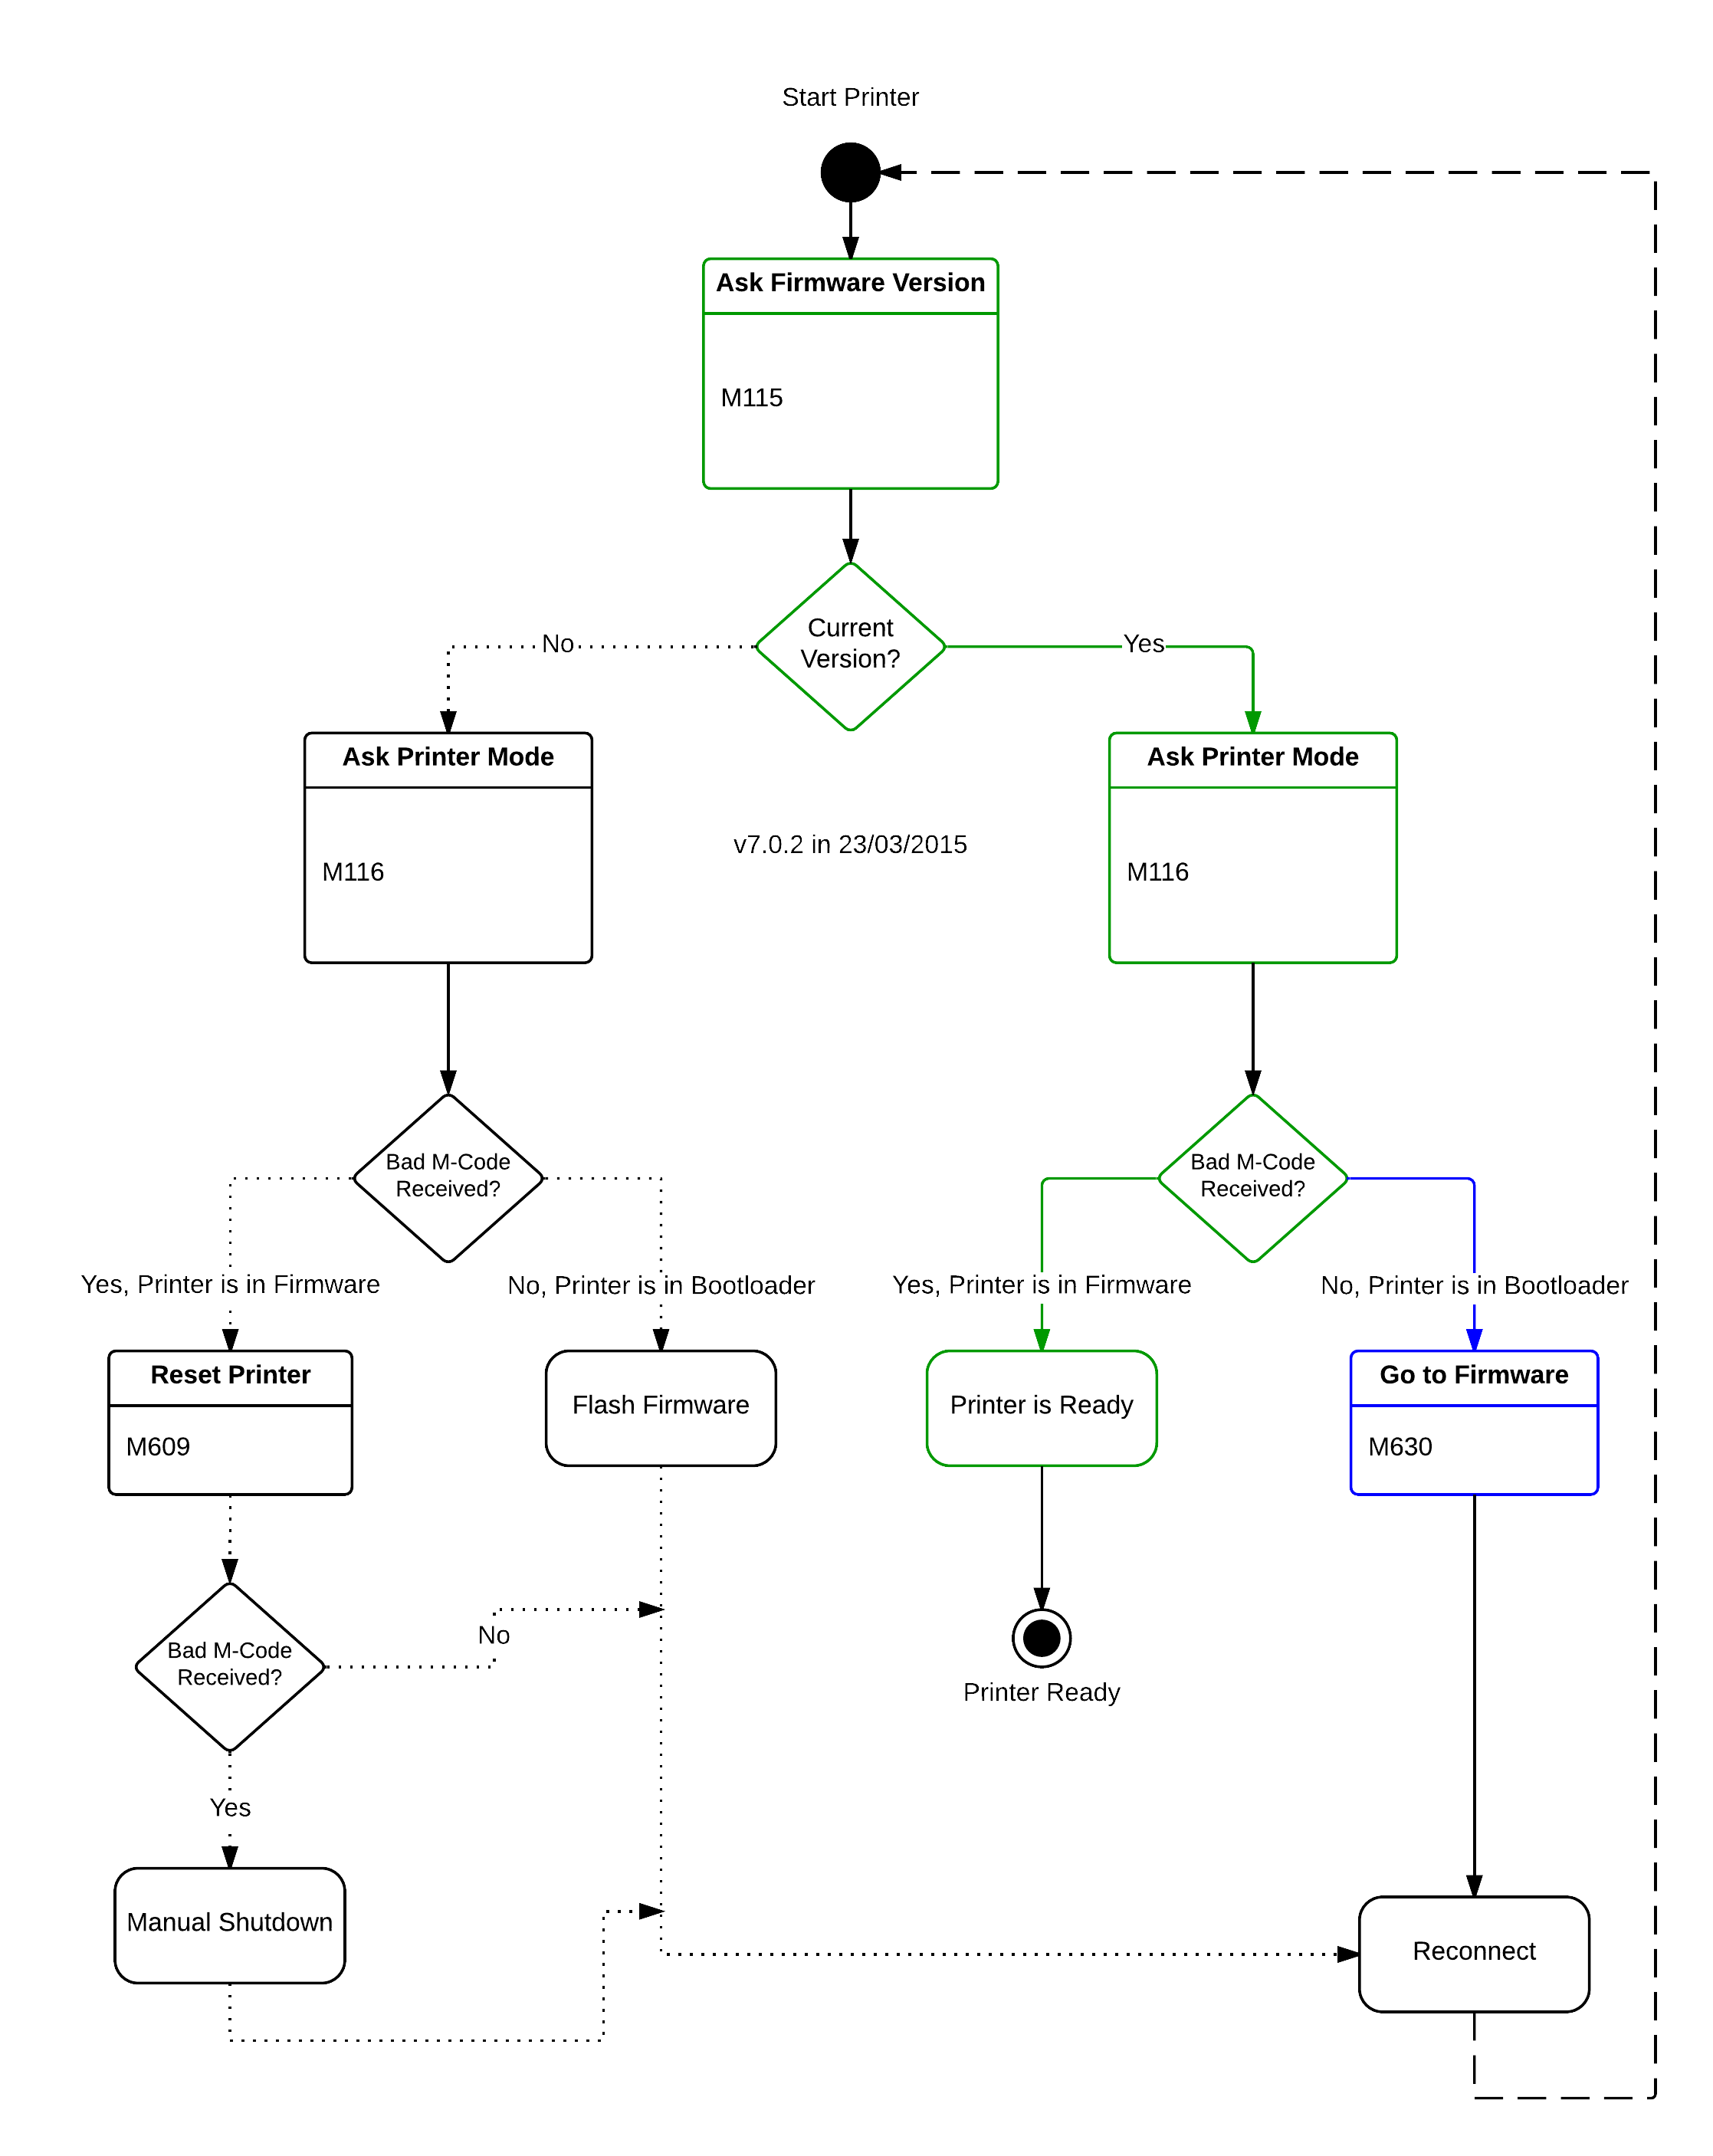 Start Printer
Ask Firmware Version
M115
Current
Version?
No
Yes
Ask Printer Mode
M116
v7.0.2 in 23/03/2015
Ask Printer Mode
M116
Bad M-Code
Received?
Bad M-Code
Received?
Yes, Printer is in Firmware
No, Printer is in Bootloader
Yes, Printer is in Firmware
No, Printer is in Bootloader
Reset Printer
M609
Flash Firmware
Printer is Ready
Go to Firmware
M630
Bad M-Code
Received?
No
Printer Ready
Yes
Manual Shutdown
Reconnect